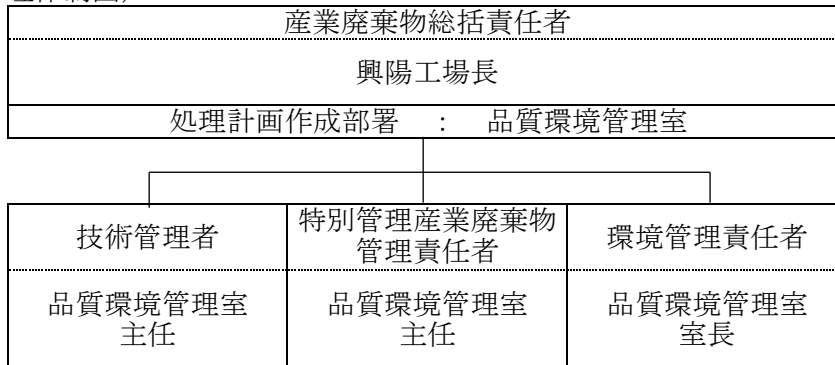 産業廃棄物総括責任者
興陽工場長
処理計画作成部署 : 品質環境管理室
技術管理者
特別管理産業廃棄物
管理責任者
環境管理責任者
品質環境管理室
主任
品質環境管理室
主任
品質環境管理室
室長